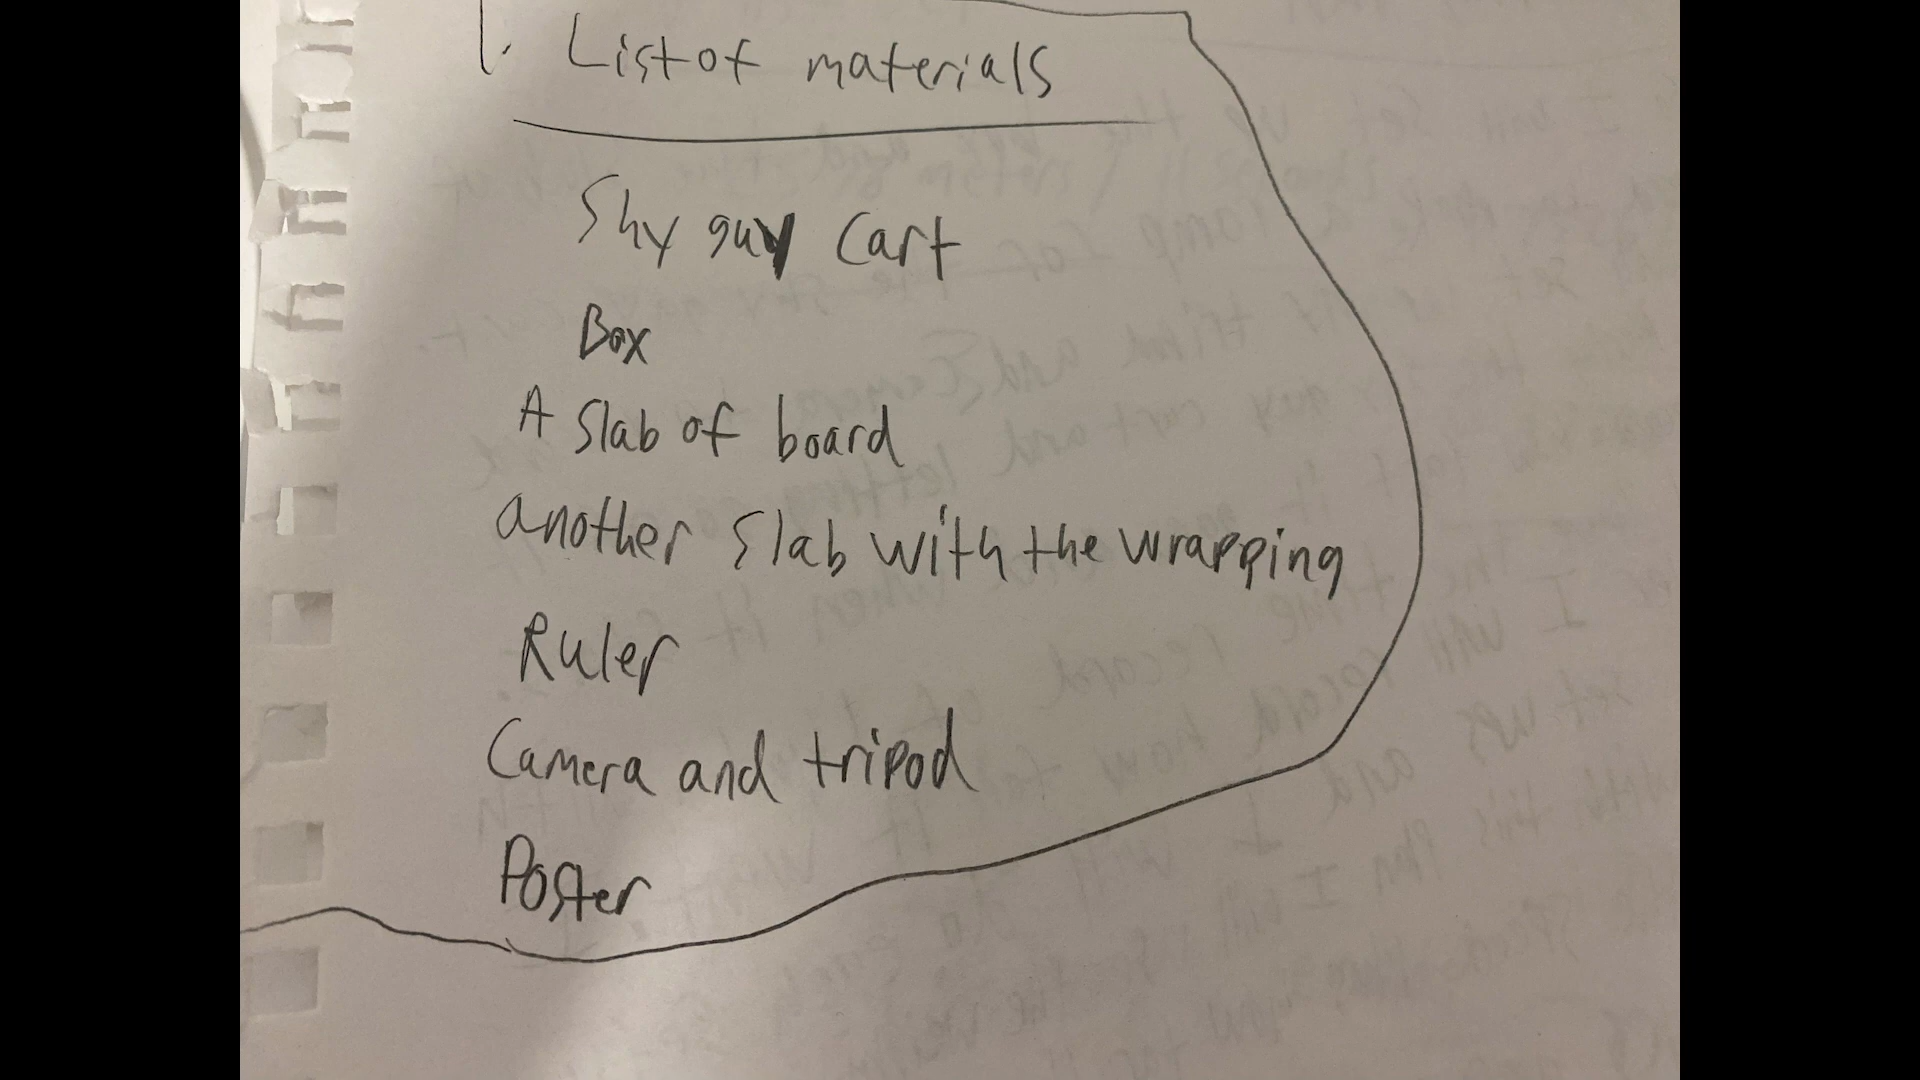 1. List of materials
Shy guy Cart
Box
A Slab of board
another Slab with the wrapping
Ruler
Camera and tripod
Poster